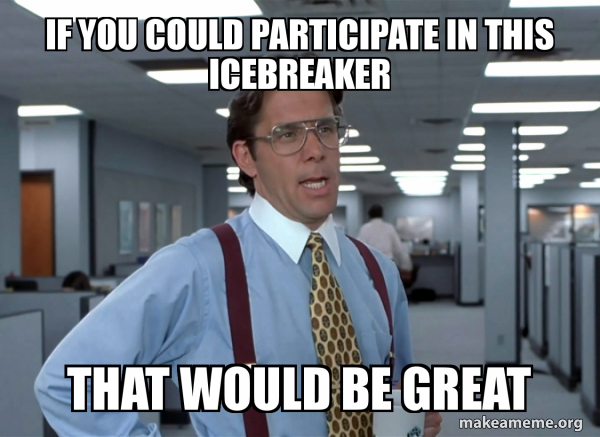 IF YOU COULD PARTICIPATE IN THIS
ICEBREAKER
THAT WOULD BE GREAT
makeameme.org